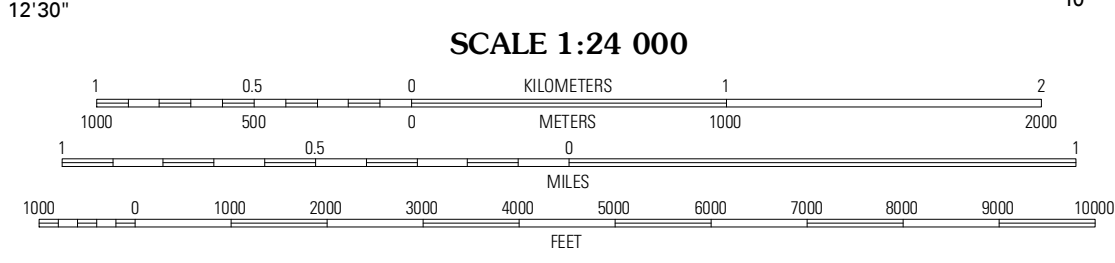 12'30" 10
SCALE 1:24 000
1 0.5 0 KILOMETERS 1 2
1000 500 0 METERS 1000 2000
1 0.5 0 1
MILES
1000 0 1000 2000 3000 4000 5000 6000 7000 8000 9000 10000
FEET